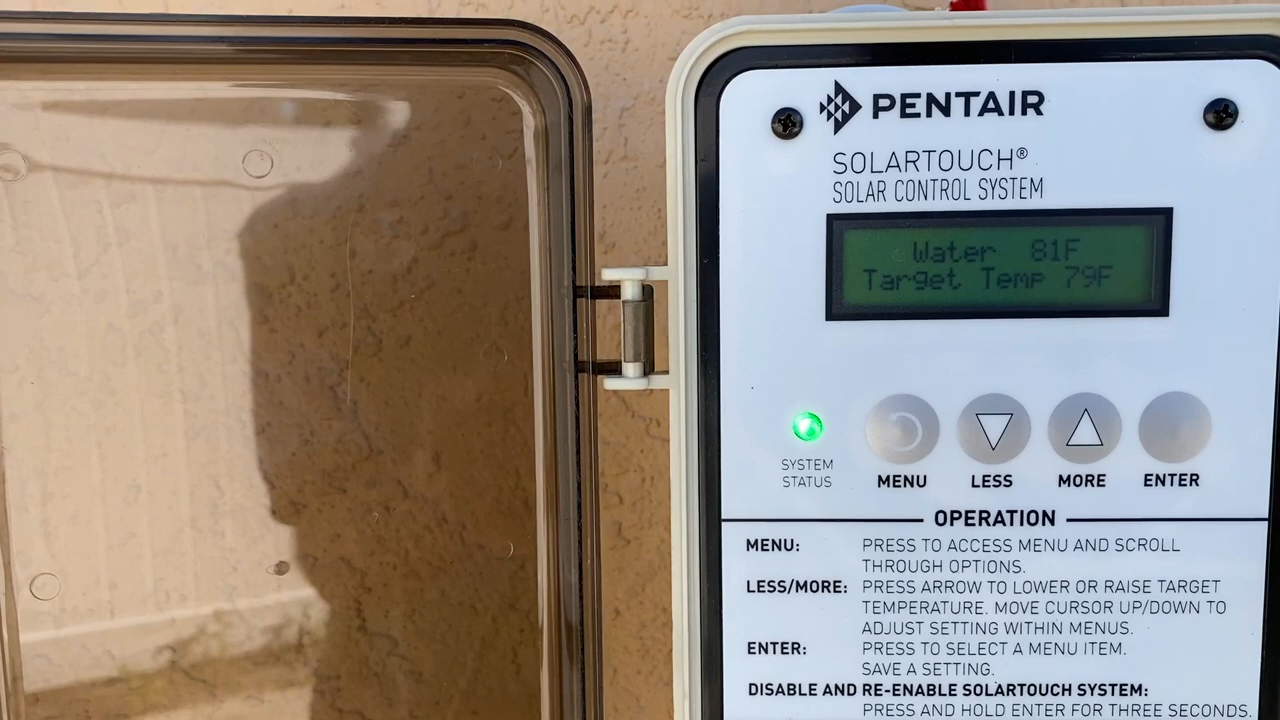 PENTAIR
SOLARTOUCH®
SOLAR CONTROL SYSTEM
Water 81F
Target Temp 79F
SYSTEM
STATUS
MENU
LESS
MORE
ENTER
OPERATION
MENU: PRESS TO ACCESS MENU AND SCROLL
THROUGH OPTIONS.
LESS/MORE: PRESS ARROW TO LOWER OR RAISE TARGET
TEMPERATURE. MOVE CURSOR UP/DOWN TO
ADJUST SETTING WITHIN MENUS.
ENTER: PRESS TO SELECT A MENU ITEM.
SAVE A SETTING.
DISABLE AND RE-ENABLE SOLARTOUCH SYSTEM:
PRESS AND HOLD ENTER FOR THREE SECONDS.